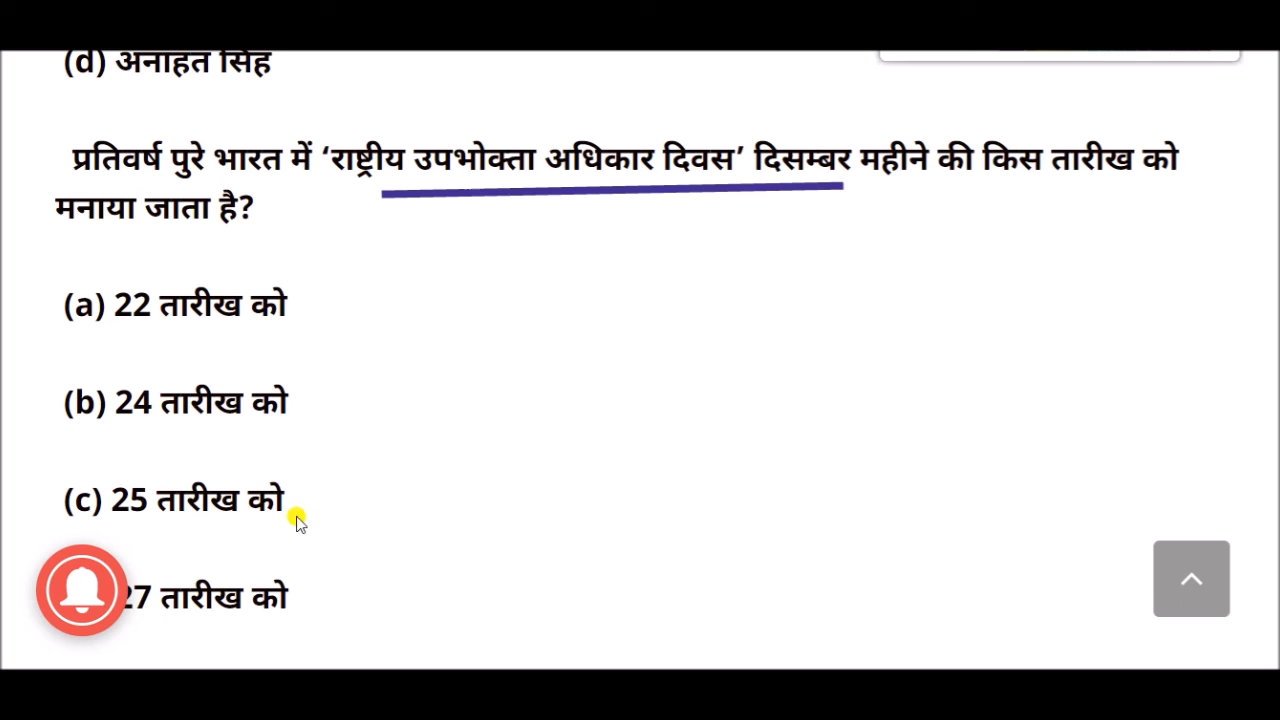 (d) अनाहत सिंह
प्रतिवर्ष पुरे भारत में ‘राष्ट्रीय उपभोक्ता अधिकार दिवस’ दिसम्बर महीने की किस तारीख को
मनाया जाता है?
(a) 22 तारीख को
(b) 24 तारीख को
(c) 25 तारीख को
27 तारीख को